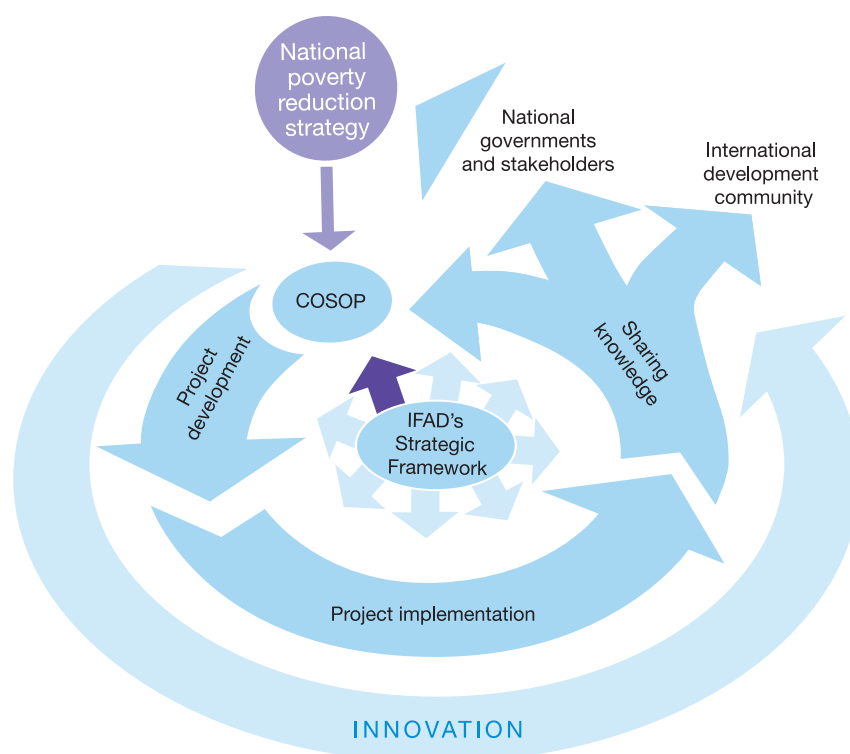 National
poverty
reduction
strategy
National
governments
and stakeholders
International
development
community
COSOP
Project
development
Sharing
knowledge
IFAD's
Strategic
Framework
Project implementation
INNOVATION